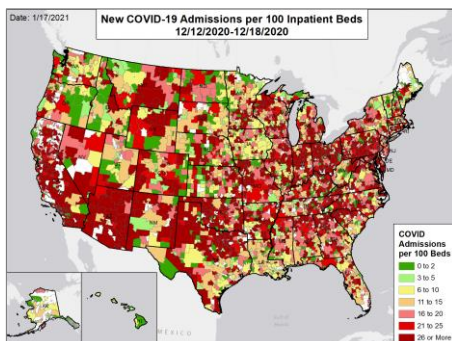 Date: 1/17/2021
New COVID-19 Admissions per 100 Inpatient Beds
12/12/2020-12/18/2020
COVID
Admissions
per 100 Beds
0 to 2
3 to 5
6 to 10
11 to 15
16 to 20
21 to 25
26 or More
MEXICO